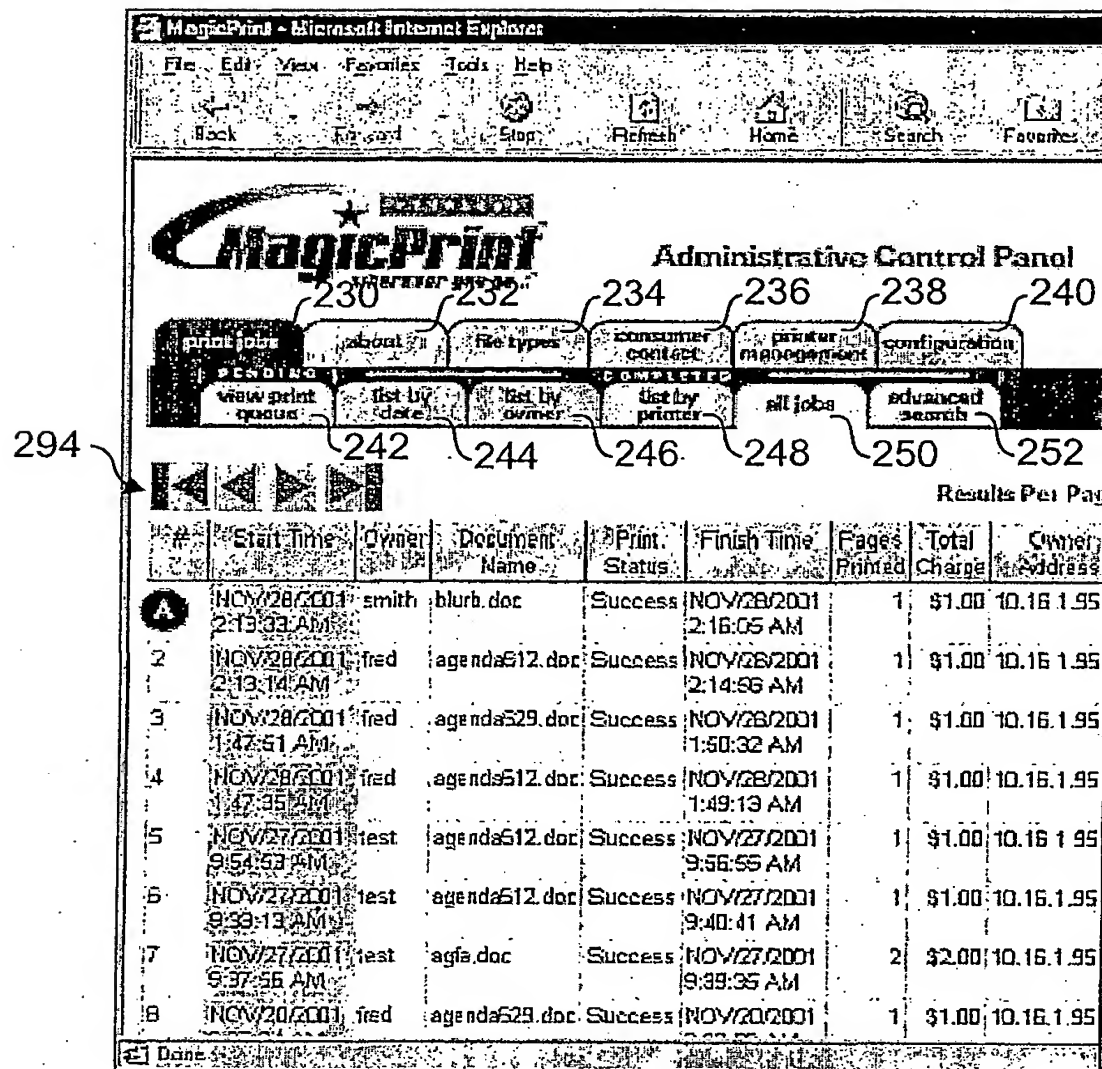 MagicPrint - Microsoft Internet Explorer
File Edit View Favorites Tools Help
Back Forward Stop Refresh Home Search Favorites
MagicPrint
wherever you go...
Administrative Control Panel
230 232 234 236 238 240
print jobs about file types consumer contact printer management configuration
PENDING COMPLETED
view print queue list by date list by owner list by printer all jobs advanced search
294 242 244 246 248 250 252
Results Per Pag
# Start Time Owner Document Name Print Status Finish Time Pages Printed Total Charge Owner Address
A NOV/28/2001 2:13:33 AM smith blurb.doc Success NOV/28/2001 2:16:05 AM 1 $1.00 10.16.1.95
2 NOV/28/2001 2:13:14 AM fred agenda512.doc Success NOV/28/2001 2:14:56 AM 1 $1.00 10.16.1.95
3 NOV/28/2001 1:47:51 AM fred agenda529.doc Success NOV/28/2001 1:50:32 AM 1 $1.00 10.16.1.95
4 NOV/28/2001 1:47:35 AM fred agenda512.doc Success NOV/28/2001 1:49:13 AM 1 $1.00 10.16.1.95
5 NOV/27/2001 9:54:53 AM test agenda512.doc Success NOV/27/2001 9:56:55 AM 1 $1.00 10.16.1.95
6 NOV/27/2001 test agenda512.doc Success NOV/27/2001 9:40:41 AM 1 $1.00 10.16.1.95
7 NOV/27/2001 9:37:56 AM test agfa.doc Success NOV/27/2001 9:39:35 AM 2 $2.00 10.16.1.95
8 NOV/20/2001 fred agenda529.doc Success NOV/20/2001 1 $1.00 10.16.1.95
Done